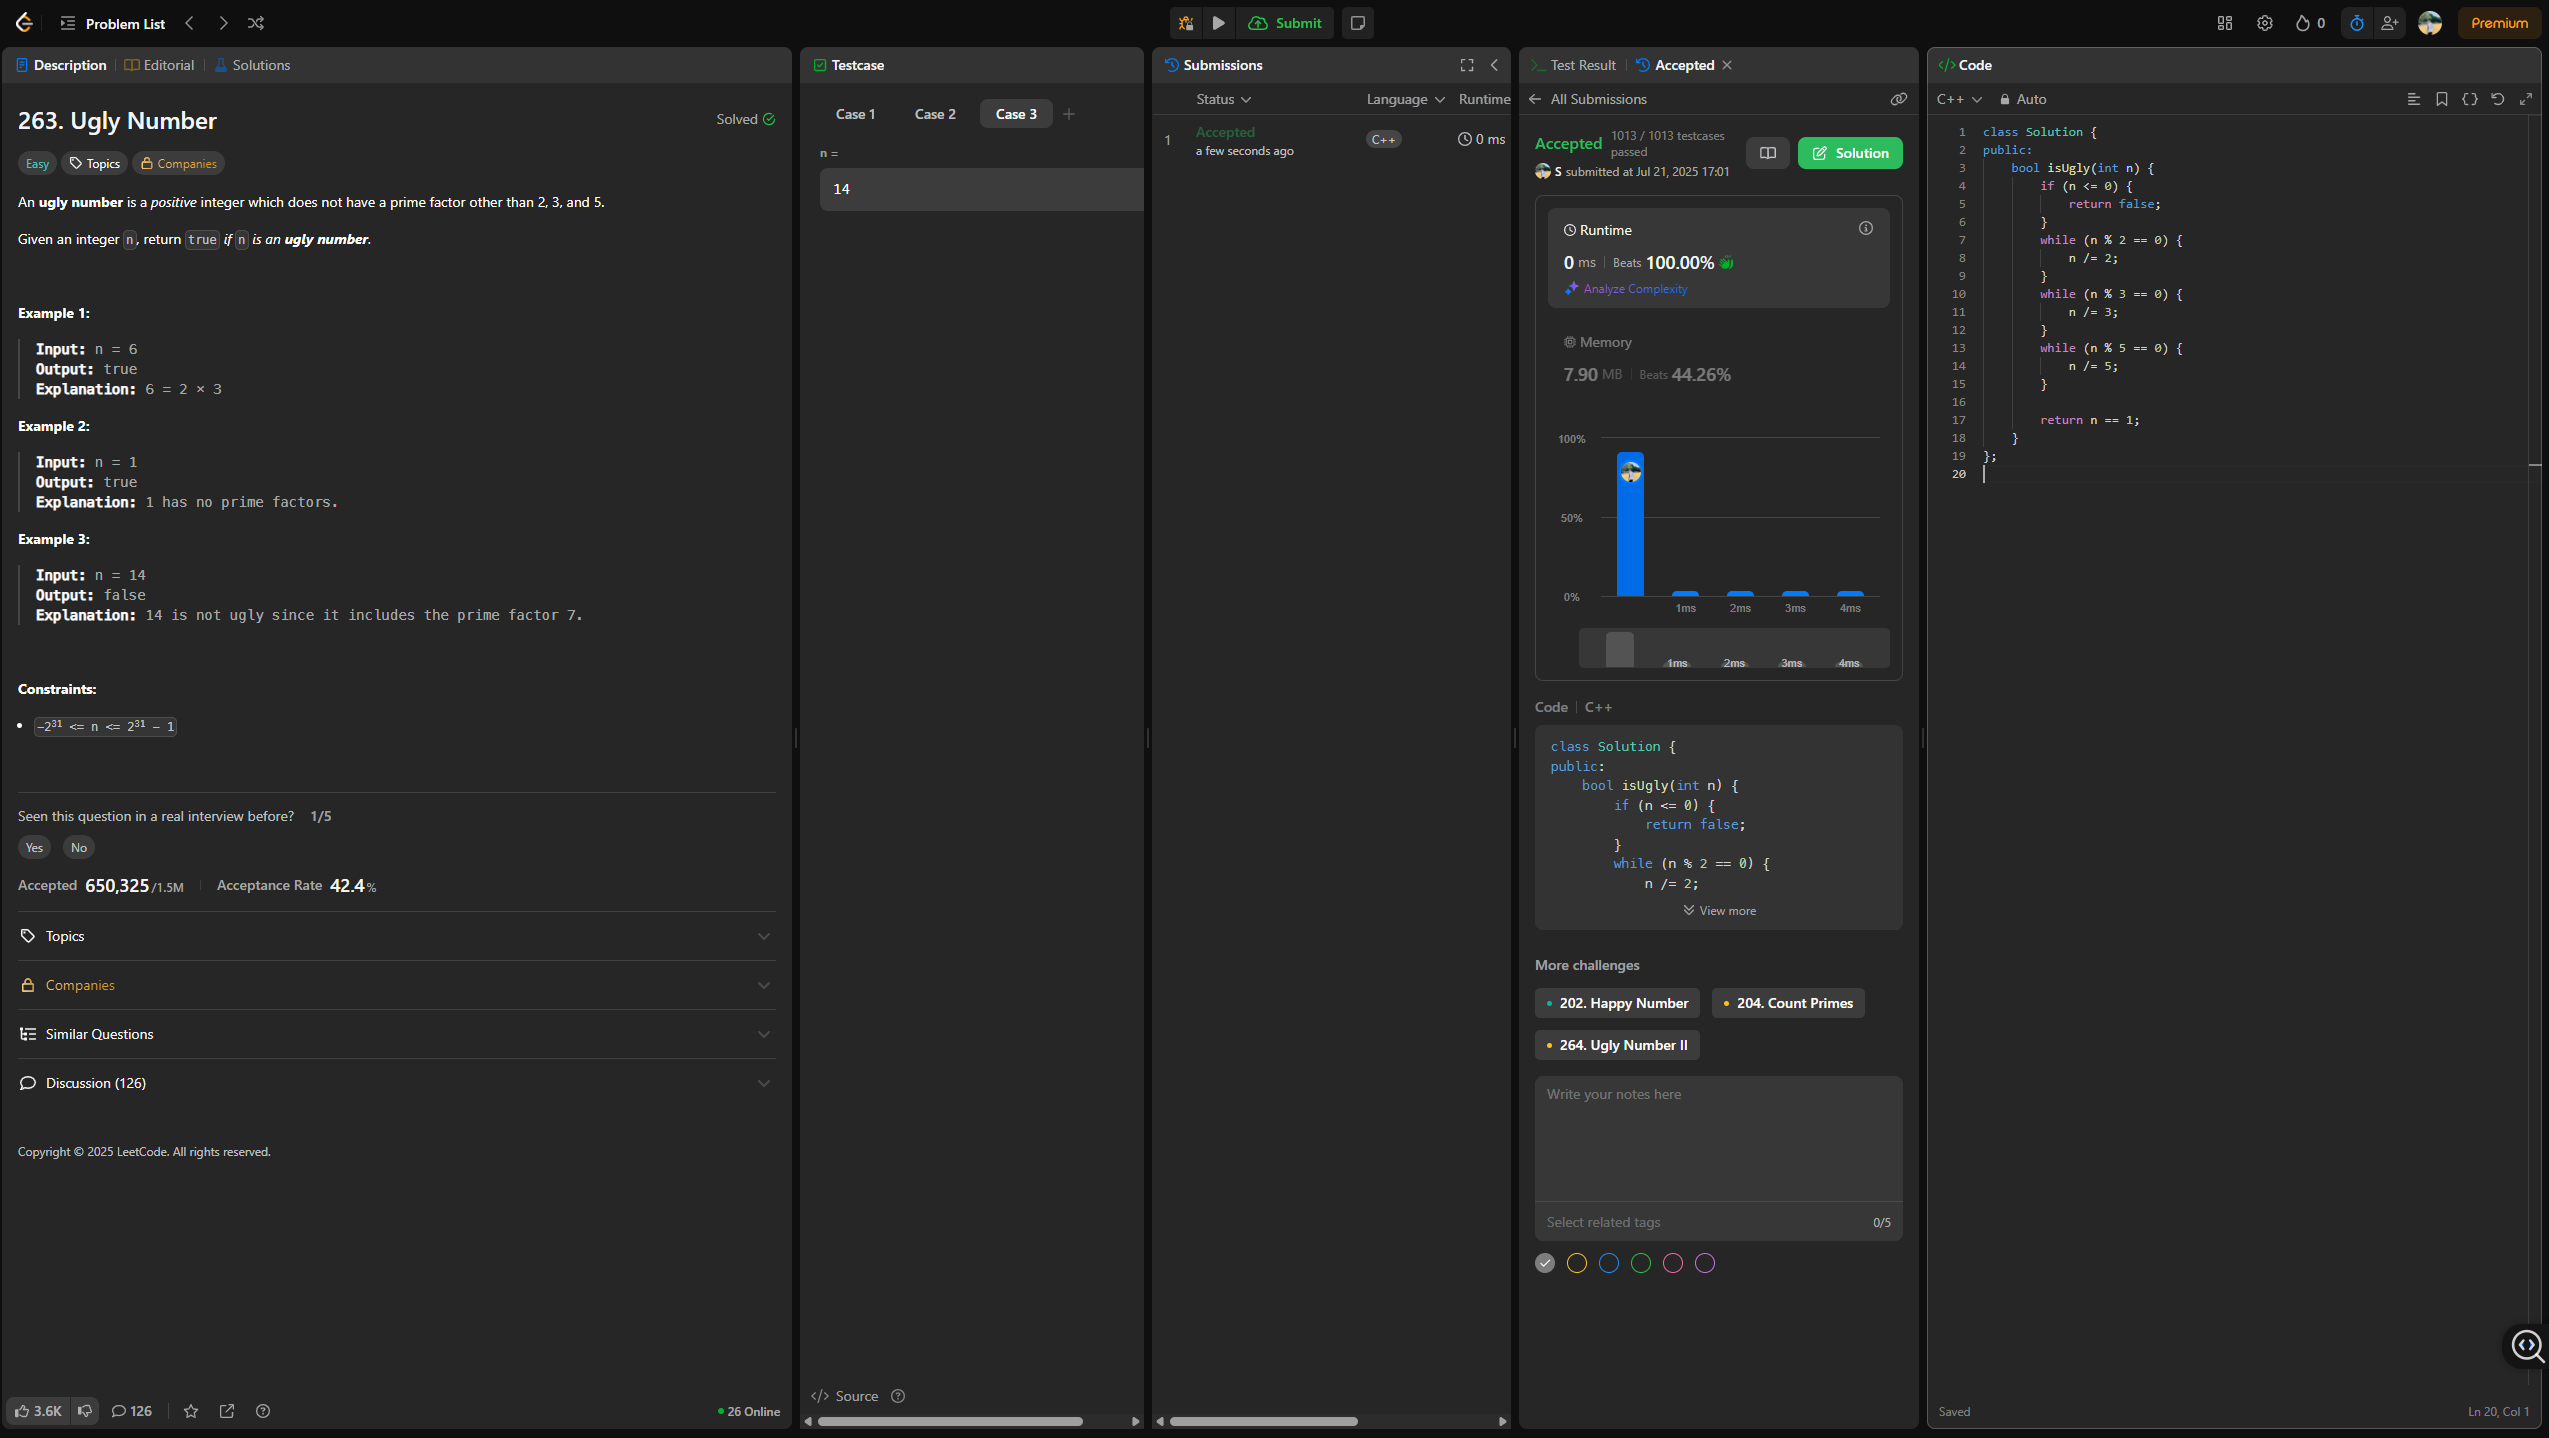 Problem List
Submit
0
Premium
Description
Editorial
Solutions
263. Ugly Number
Solved
Easy
Topics
Companies
An ugly number is a positive integer which does not have a prime factor other than 2, 3, and 5.
Given an integer n, return true if n is an ugly number.
Example 1:
Input: n = 6
Output: true
Explanation: 6 = 2 × 3
Example 2:
Input: n = 1
Output: true
Explanation: 1 has no prime factors.
Example 3:
Input: n = 14
Output: false
Explanation: 14 is not ugly since it includes the prime factor 7.
Constraints:
• -2³¹ <= n <= 2³¹ - 1
Seen this question in a real interview before? 1/5
Yes
No
Accepted 650,325/1.5M
Acceptance Rate 42.4%
Topics
Companies
Similar Questions
Discussion (126)
Copyright © 2025 LeetCode. All rights reserved.
3.6K
126
26 Online
Testcase
Case 1
Case 2
Case 3
n =
14
Source
Submissions
Status
Language
Runtime
1
Accepted
a few seconds ago
C++
0 ms
Test Result
Accepted
All Submissions
Accepted
1013 / 1013 testcases
passed
S submitted at Jul 21, 2025 17:01
Solution
Runtime
0 ms
Beats 100.00%
Analyze Complexity
Memory
7.90 MB
Beats 44.26%
100%
50%
0%
1ms
2ms
3ms
4ms
1ms
2ms
3ms
4ms
Code
C++
class Solution {
public:
    bool isUgly(int n) {
        if (n <= 0) {
            return false;
        }
        while (n % 2 == 0) {
            n /= 2;
View more
More challenges
202. Happy Number
204. Count Primes
264. Ugly Number II
Write your notes here
Select related tags
0/5
Code
C++
Auto
1 class Solution {
2 public:
3     bool isUgly(int n) {
4         if (n <= 0) {
5             return false;
6         }
7         while (n % 2 == 0) {
8             n /= 2;
9         }
10         while (n % 3 == 0) {
11             n /= 3;
12         }
13         while (n % 5 == 0) {
14             n /= 5;
15         }
16
17         return n == 1;
18     }
19 };
20
Saved
Ln 20, Col 1